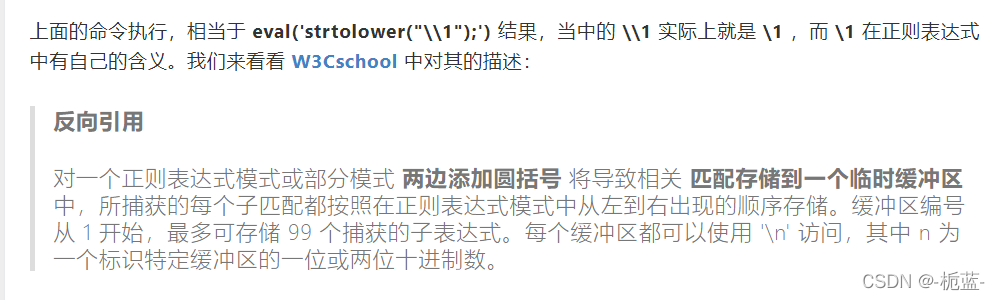 上面的命令执行，相当于 eval('strtolower("\\1");') 结果，当中的 \\1 实际上就是 \1 ，而 \1 在正则表达式
中有自己的含义。我们来看看 W3Cschool 中对其的描述：
反向引用
对一个正则表达式模式或部分模式 两边添加圆括号 将导致相关 匹配存储到一个临时缓冲区
中，所捕获的每个子匹配都按照在正则表达式模式中从左到右出现的顺序存储。缓冲区编号
从 1 开始，最多可存储 99 个捕获的子表达式。每个缓冲区都可以使用 '\n' 访问，其中 n 为
一个标识特定缓冲区的一位或两位十进制数。
CSDN @-栀蓝-